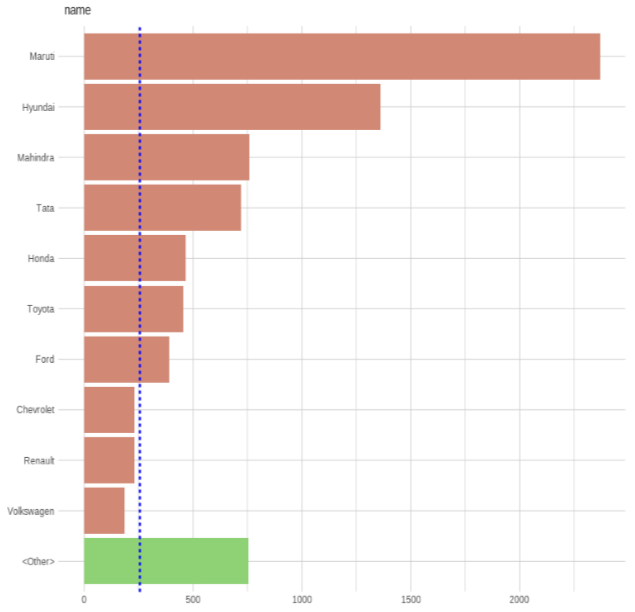 name
Maruti
Hyundai
Mahindra
Tata
Honda
Toyota
Ford
Chevrolet
Renault
Volkswagen
<Other>
0 500 1000 1500 2000